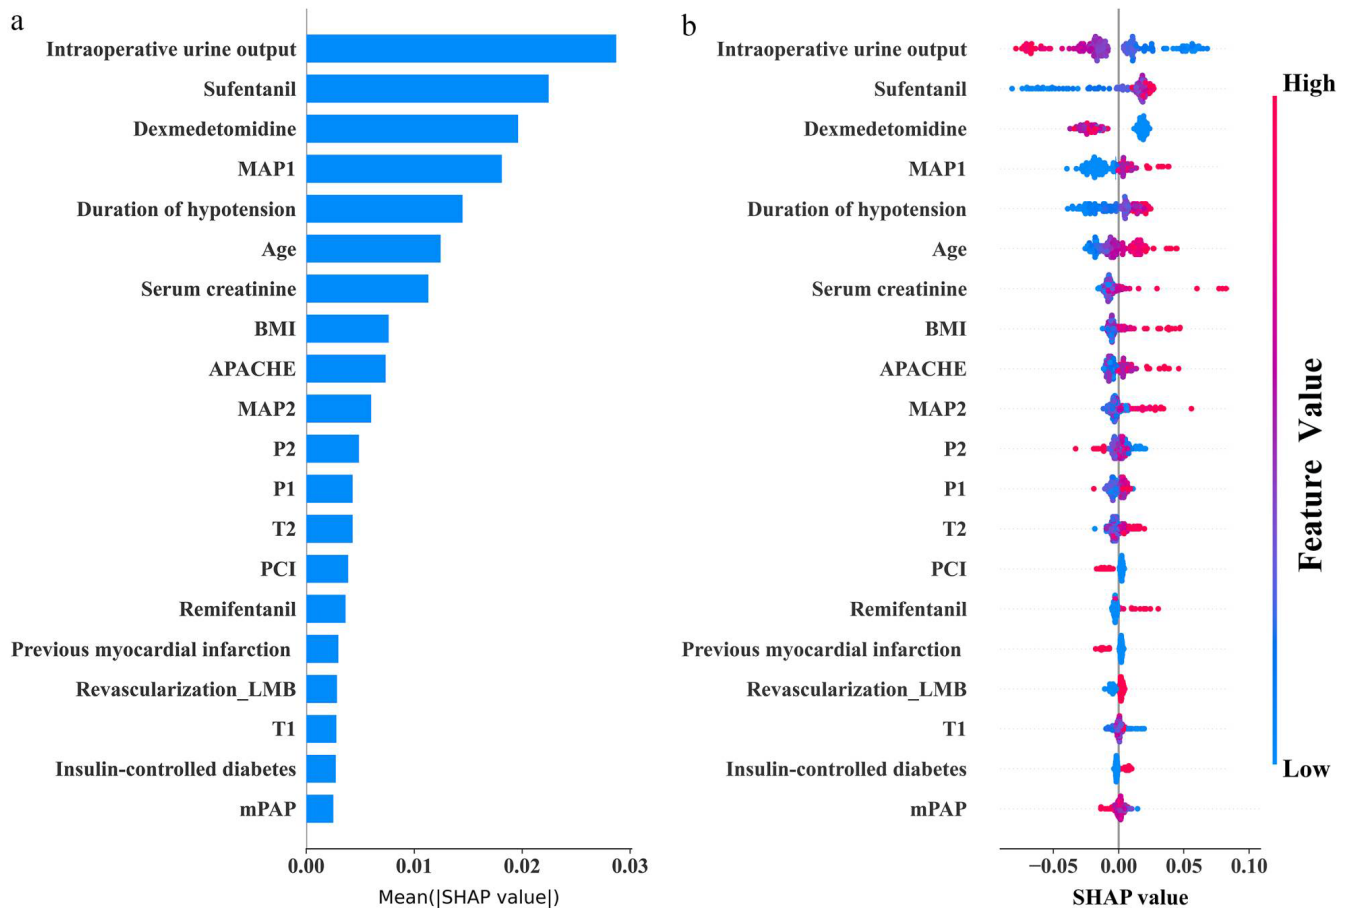 a
Intraoperative urine output
Sufentanil
Dexmedetomidine
MAP1
Duration of hypotension
Age
Serum creatinine
BMI
APACHE
MAP2
P2
P1
T2
PCI
Remifentanil
Previous myocardial infarction
Revascularization_LMB
T1
Insulin-controlled diabetes
mPAP
0.00 0.01 0.02 0.03
Mean(|SHAP value|)
b
Intraoperative urine output
Sufentanil
Dexmedetomidine
MAP1
Duration of hypotension
Age
Serum creatinine
BMI
APACHE
MAP2
P2
P1
T2
PCI
Remifentanil
Previous myocardial infarction
Revascularization_LMB
T1
Insulin-controlled diabetes
mPAP
−0.05 0.00 0.05 0.10
SHAP value
High
Feature Value
Low